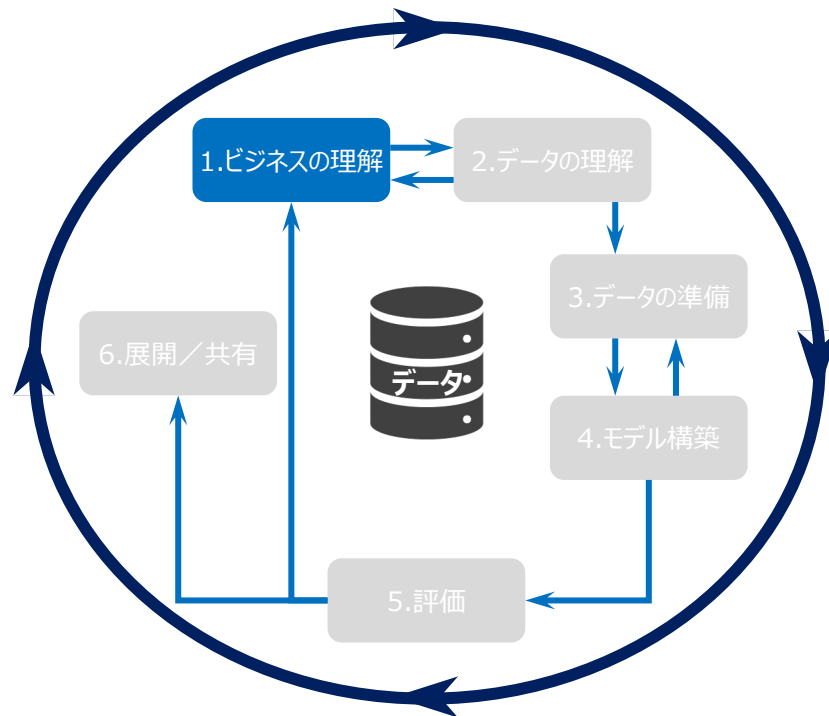 1.ビジネスの理解
2.データの理解
3.データの準備
6.展開／共有
データ
4.モデル構築
5.評価